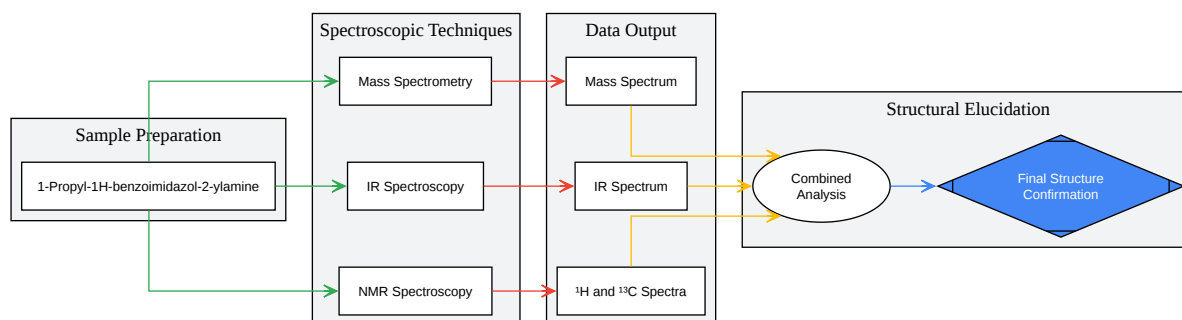 Spectroscopic Techniques
Data Output
Mass Spectrometry
Mass Spectrum
Structural Elucidation
Sample Preparation
1-Propyl-1H-benzoimidazol-2-ylamine
IR Spectroscopy
IR Spectrum
Combined
Analysis
Final Structure
Confirmation
NMR Spectroscopy
¹H and ¹³C Spectra